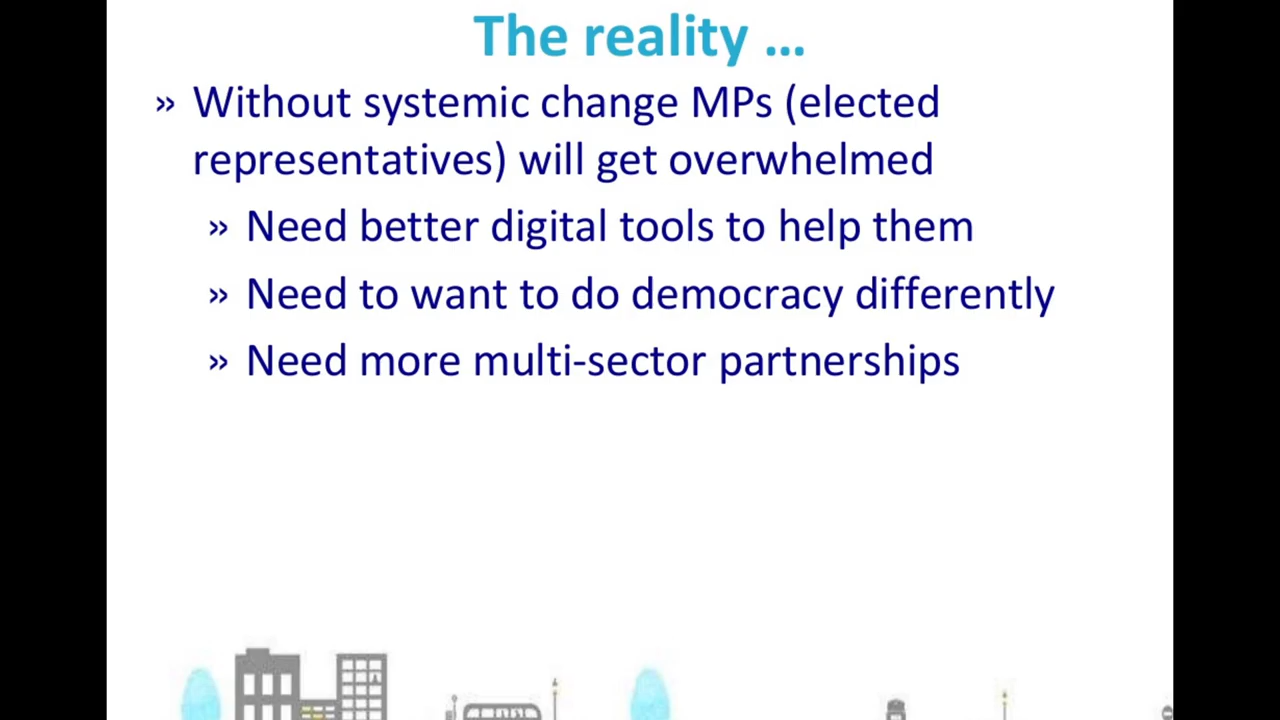 The reality ...
» Without systemic change MPs (elected
representatives) will get overwhelmed
» Need better digital tools to help them
» Need to want to do democracy differently
» Need more multi-sector partnerships